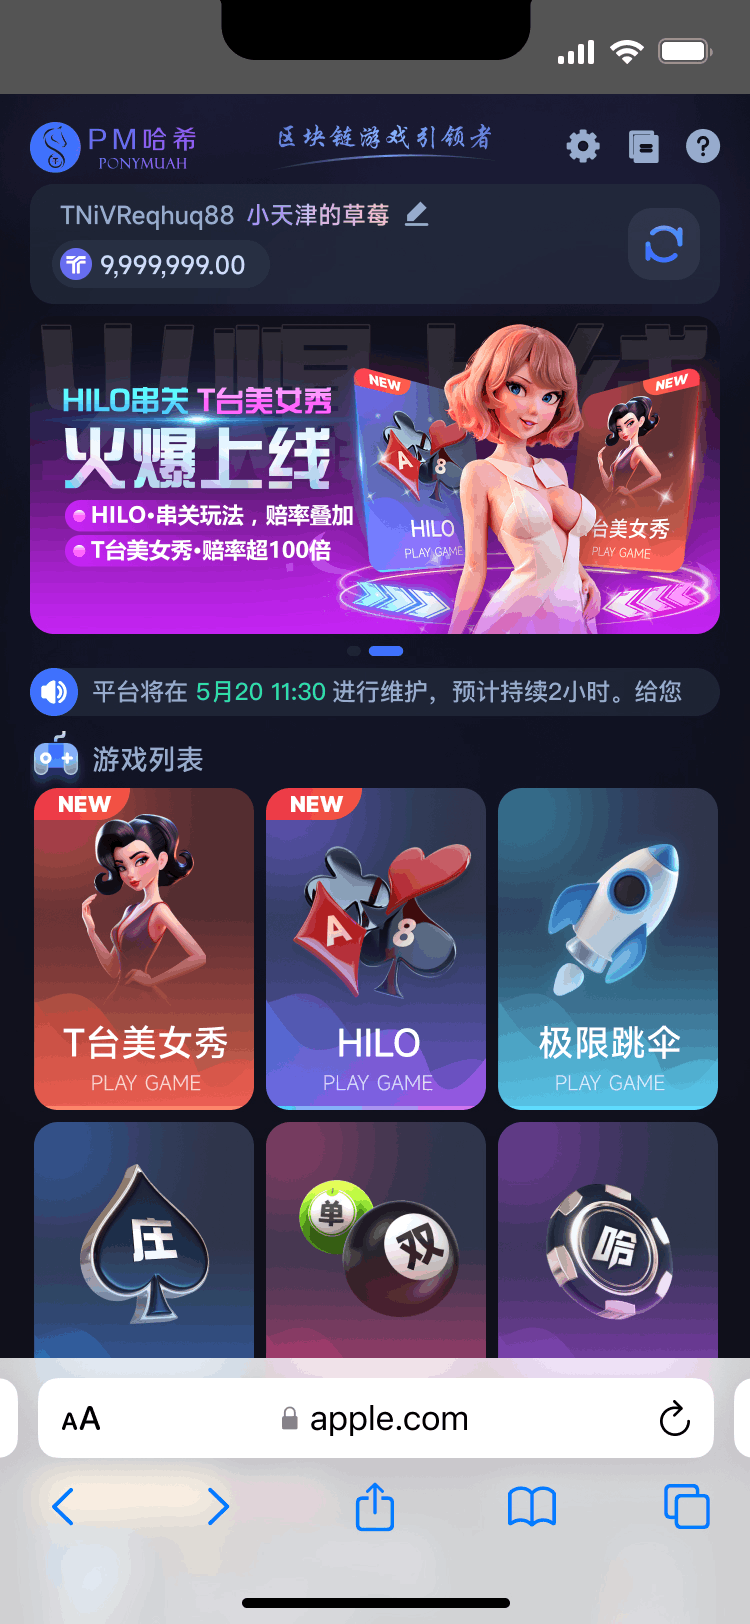 PM哈希
PONYMUAH
区块链游戏引领者
TNiVReqhuq88 小天津的草莓
9,999,999.00
HILO串关 T台美女秀
火爆上线
HILO•串关玩法，赔率叠加
T台美女秀•赔率超100倍
NEW
A
8
HILO
PLAY GAME
NEW
台美女秀
PLAY GAME
平台将在 5月20 11:30 进行维护，预计持续2小时。给您
游戏列表
NEW
T台美女秀
PLAY GAME
NEW
A
8
HILO
PLAY GAME
极限跳伞
PLAY GAME
庄
单
双
哈
AA
apple.com